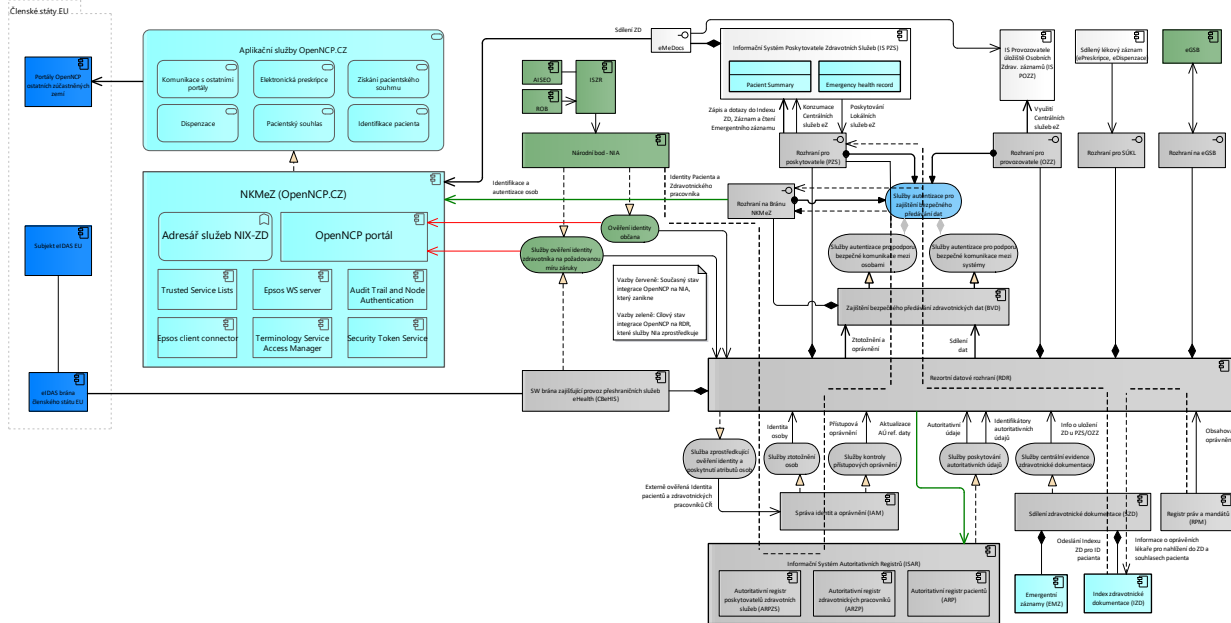 Členské státy EU
Portály OpenNCP
ostatních zúčastněných
zemí
Subjekt eIDAS EU
eIDAS brána
členského státu EU
Aplikační služby OpenNCP.CZ
Komunikace s ostatními
portály
Elektronická preskripce
Získání pacientského
souhrnu
Dispenzace
Pacientský souhlas
Identifikace pacienta
NKMeZ (OpenNCP.CZ)
Adresář služeb NIX-ZD
OpenNCP portál
Trusted Service Lists
Epsos WS server
Audit Trail and Node
Authentication
Epsos client connector
Terminology Service
Access Manager
Security Token Service
Sdílení ZD
eMeDocs
AISEO
ROB
ISZR
Národní bod - NIA
Identifikace a
autentizace osob
Identity Pacienta a
Zdravotnického
pracovníka
Ověření identity
občana
Služby ověření identity
zdravotníka na požadovanou
míru záruky
Vazby červeně: Současný stav
integrace OpenNCP na NIA,
který zanikne
Vazby zeleně: Cílový stav
integrace OpenNCP na RDR,
které služby Nia zprostředkuje
SW brána zajišťující provoz přeshraničních služeb
eHealth (CBeHIS)
Informační Systém Poskytovatele Zdravotních Služeb (IS PZS)
Pacient Summary
Emergency health record
Zápis a dotazy do Indexu
ZD, Záznam a čtení
Emergentního záznamu
Konzumace
Centrálních
služeb eZ
Poskytování
Lokálních
služeb eZ
Rozhraní pro
poskytovatele (PZS)
Rozhraní na Bránu
NKMeZ
IS Provozovatele
úložiště Osobních
Zdrav. záznamů (IS
POZZ)
Využití
Centrálních
služeb eZ
Rozhraní pro
provozovatele (OZZ)
Sdílený lékový záznam
(ePreskripce, eDispenzace)
Rozhraní pro SÚKL
eGSB
Rozhraní na eGSB
Služby autentizace pro
zajištění bezpečného
předávání dat
Služby autentizace pro podporu
bezpečné komunikace mezi
osobami
Služby autentizace pro podporu
bezpečné komunikace mezi
systémy
Zajištění bezpečného předávání zdravotnických dat (BVD)
Ztotožnění a
oprávnění
Sdílení
dat
Rezortní datové rozhraní (RDR)
Identita
osoby
Přístupová
oprávnění
Aktualizace
AÚ ref. daty
Autoritativní
údaje
Identifikátory
autoritativních
údajů
Info o uložení
ZD u PZS/OZZ
Služba zprostředkující
ověření identity a
poskytnutí atributů osob
Služby ztotožnění
osob
Služby kontroly
přístupových oprávnění
Služby poskytování
autoritativních údajů
Služby centrální evidence
zdravotnické dokumentace
Externě ověřená Identita
pacientů a zdravotnických
pracovníků CŘ
Správa identit a oprávnění (IAM)
Sdílení zdravotnické dokumentace (SZD)
Registr práv a mandátů
(RPM)
Odeslání Indexu
ZD pro ID
pacianta
Informace o oprávněních
lékaře pro nahlížení do ZD a
souhlasech pacienta
Informační Systém Autoritativních Registrů (ISAR)
Autoritativní registr
poskytovatelů zdravotních
služeb (ARPZS)
Autoritativní registr
zdravotnických pracovníků
(ARZP)
Autoritativní registr pacientů
(ARP)
Emergentní
záznamy (EMZ)
Index zdravotnické
dokumentace (IZD)